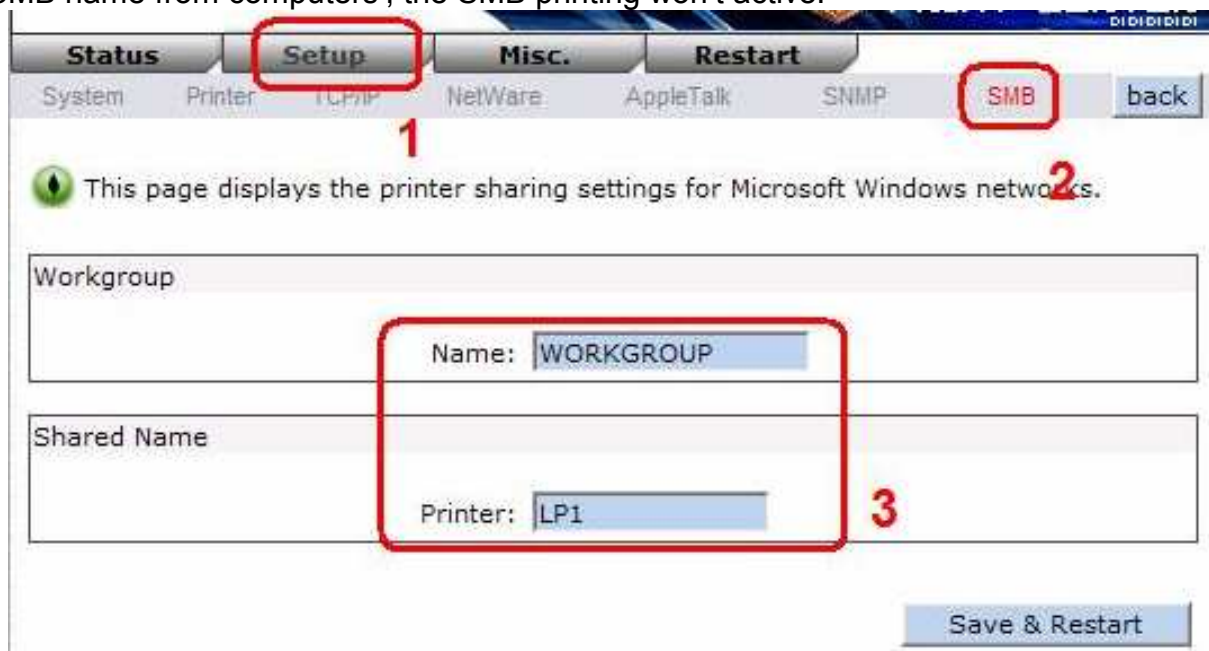 SMB name from computers, the SMB printing won't active.
DIDIDIDIDI
Status Setup Misc. Restart
System Printer TCP/IP NetWare AppleTalk SNMP SMB back
1
2
This page displays the printer sharing settings for Microsoft Windows networks.
Workgroup
Name: WORKGROUP
Shared Name
Printer: LP1
3
Save & Restart